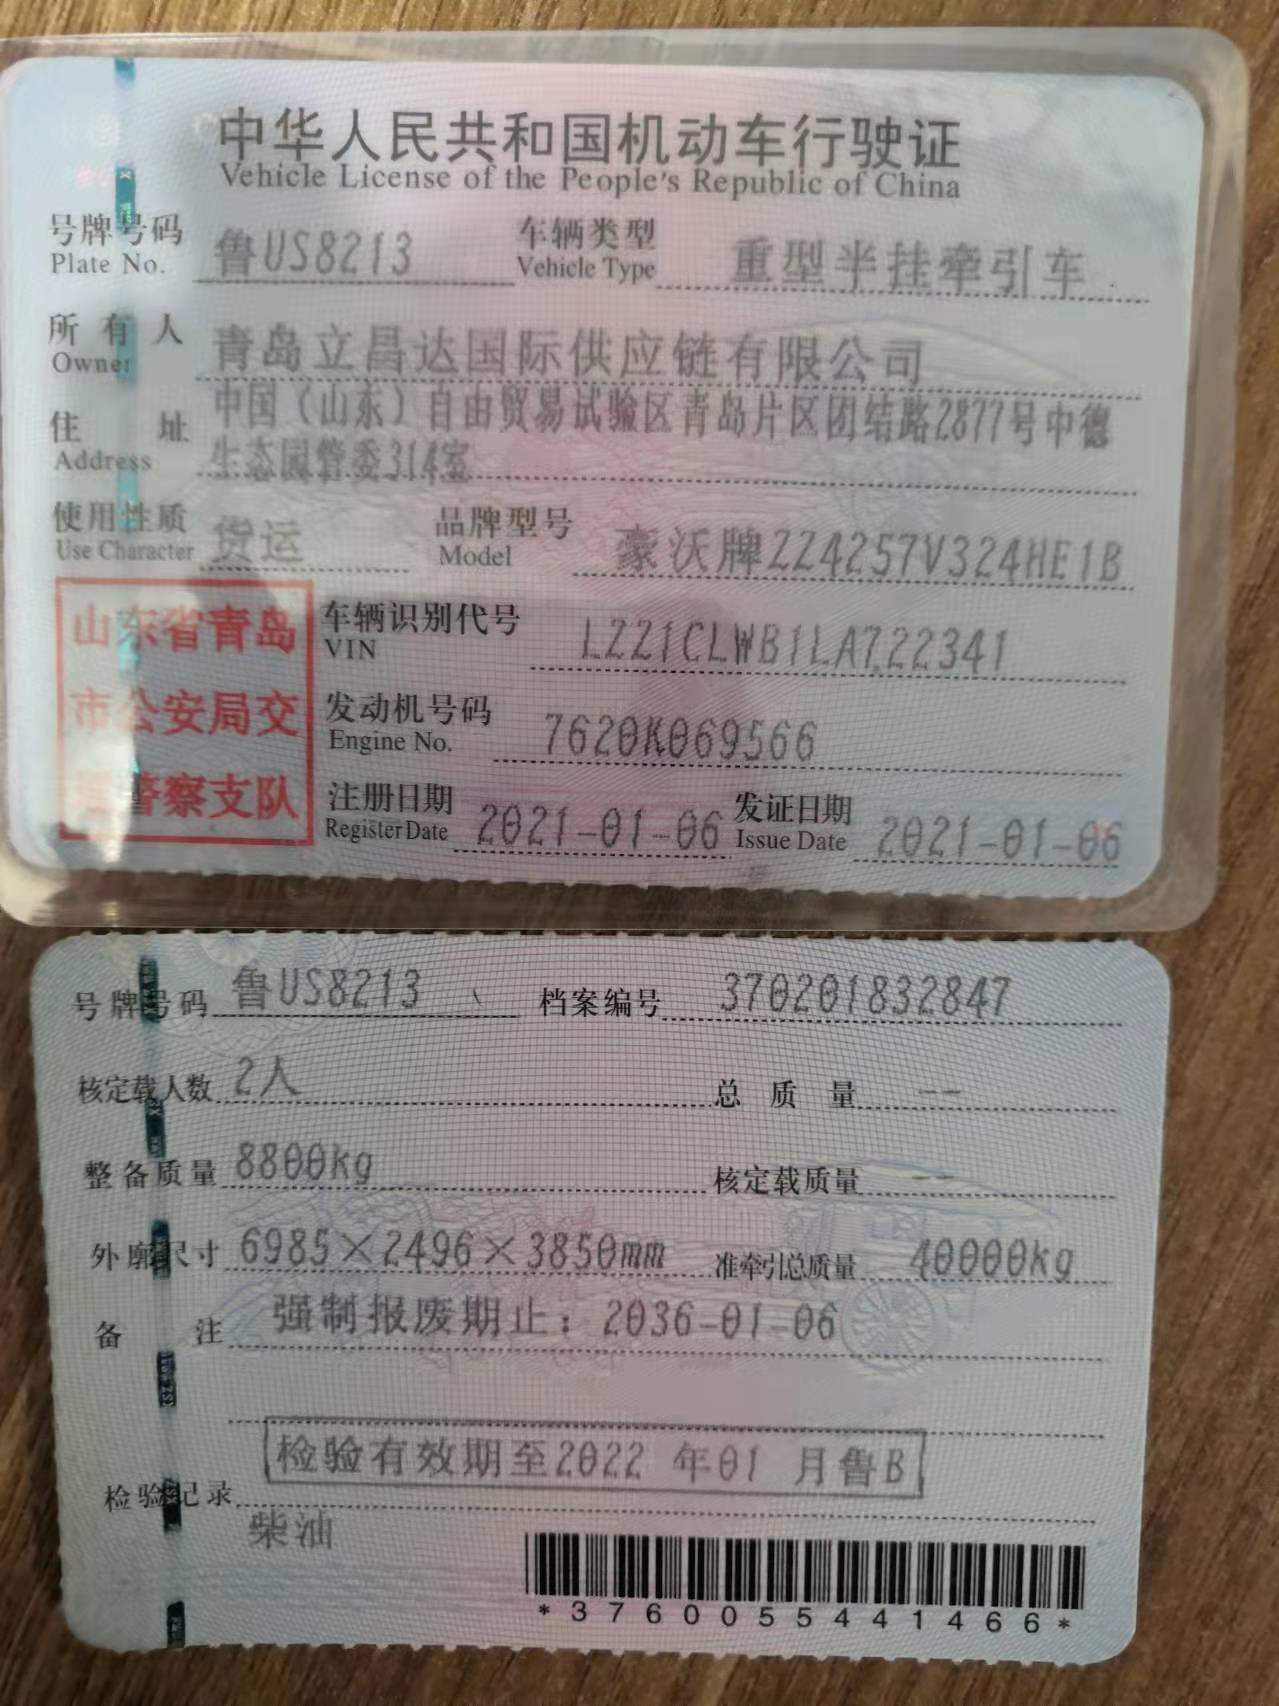 中华人民共和国机动车行驶证
Vehicle License of the People's Republic of China
号牌号码 鲁US8213 车辆类型 重型半挂牵引车
Plate No. Vehicle Type
所有人 青岛立昌达国际供应链有限公司
Owner
住址 中国（山东）自由贸易试验区青岛片区团结路2877号中德
Address 生态园管委314室
使用性质 货运 品牌型号 豪沃牌ZZ4257V324HE1B
Use Character Model
山东省青岛
市公安局交
警察支队
车辆识别代号 LZZ1CLWB1LA722341
VIN
发动机号码 7620K069566
Engine No.
注册日期 2021-01-06 发证日期 2021-01-06
Register Date Issue Date
号牌号码 鲁US8213 档案编号 370201832847
核定载人数 2人 总质量 --
整备质量 8800kg 核定载质量 --
外廓尺寸 6985×2496×3850mm 准牵引总质量 40000kg
备注 强制报废期止：2036-01-06
检验有效期至2022 年01 月鲁B
检验记录
柴油
*3760055441466*